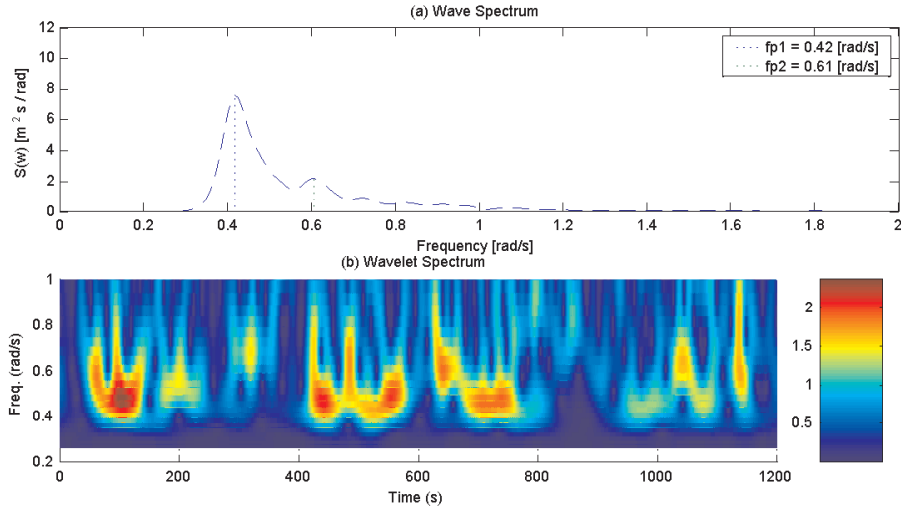 (a) Wave Spectrum
12
10
8
6
4
2
0
S(w) [m 2 s / rad]
fp1 = 0.42 [rad/s]
fp2 = 0.61 [rad/s]
0 0.2 0.4 0.6 0.8 1 1.2 1.4 1.6 1.8 2
Frequency [rad/s]
(b) Wavelet Spectrum
1
0.8
0.6
0.4
0.2
Freq. (rad/s)
0 200 400 600 800 1000 1200
Time (s)
2
1.5
1
0.5